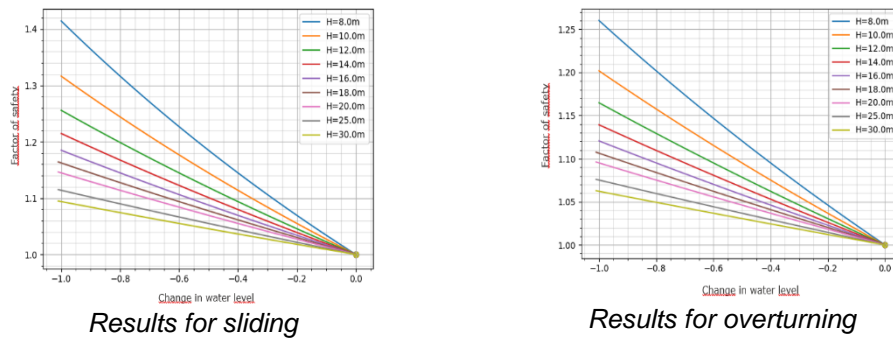 1.4
1.3
1.2
1.1
1.0
Factor of safety
H=8.0m
H=10.0m
H=12.0m
H=14.0m
H=16.0m
H=18.0m
H=20.0m
H=25.0m
H=30.0m
−1.0 −0.8 −0.6 −0.4 −0.2 0.0
Change in water level
Results for sliding
1.25
1.20
1.15
1.10
1.05
1.00
Factor of safety
H=8.0m
H=10.0m
H=12.0m
H=14.0m
H=16.0m
H=18.0m
H=20.0m
H=25.0m
H=30.0m
−1.0 −0.8 −0.6 −0.4 −0.2 0.0
Change in water level
Results for overturning